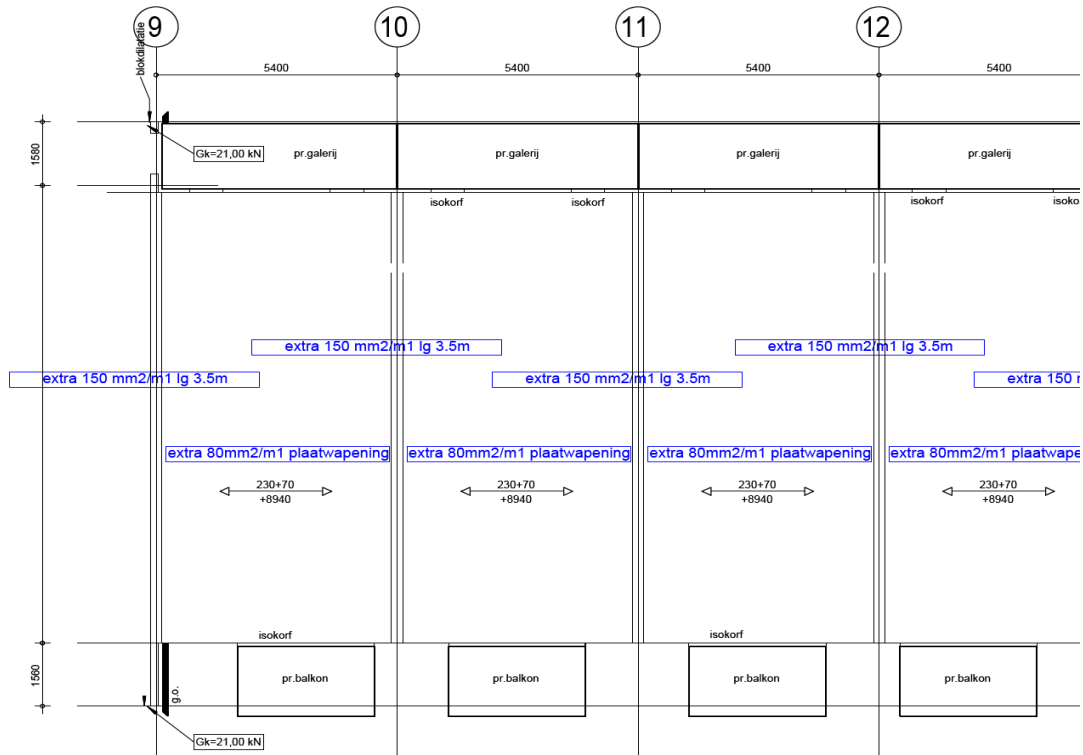 9
10
11
12
5400
5400
5400
5400
blokdilatatie
1580
Gk=21,00 kN
pr.galerij
pr.galerij
pr.galerij
pr.galerij
isokorf
isokorf
isokorf
extra 150 mm2/m1 lg 3.5m
extra 150 mm2/m1 lg 3.5m
extra 150 mm2/m1 lg 3.5m
extra 150 mm2/m1 lg 3.5m
extra 150
extra 80mm2/m1 plaatwapening
extra 80mm2/m1 plaatwapening
extra 80mm2/m1 plaatwapening
extra 80mm2/m1
230+70
+8940
230+70
+8940
230+70
+8940
230+70
+8940
isokorf
isokorf
1560
g.o.
pr.balkon
pr.balkon
pr.balkon
pr.balkon
Gk=21,00 kN